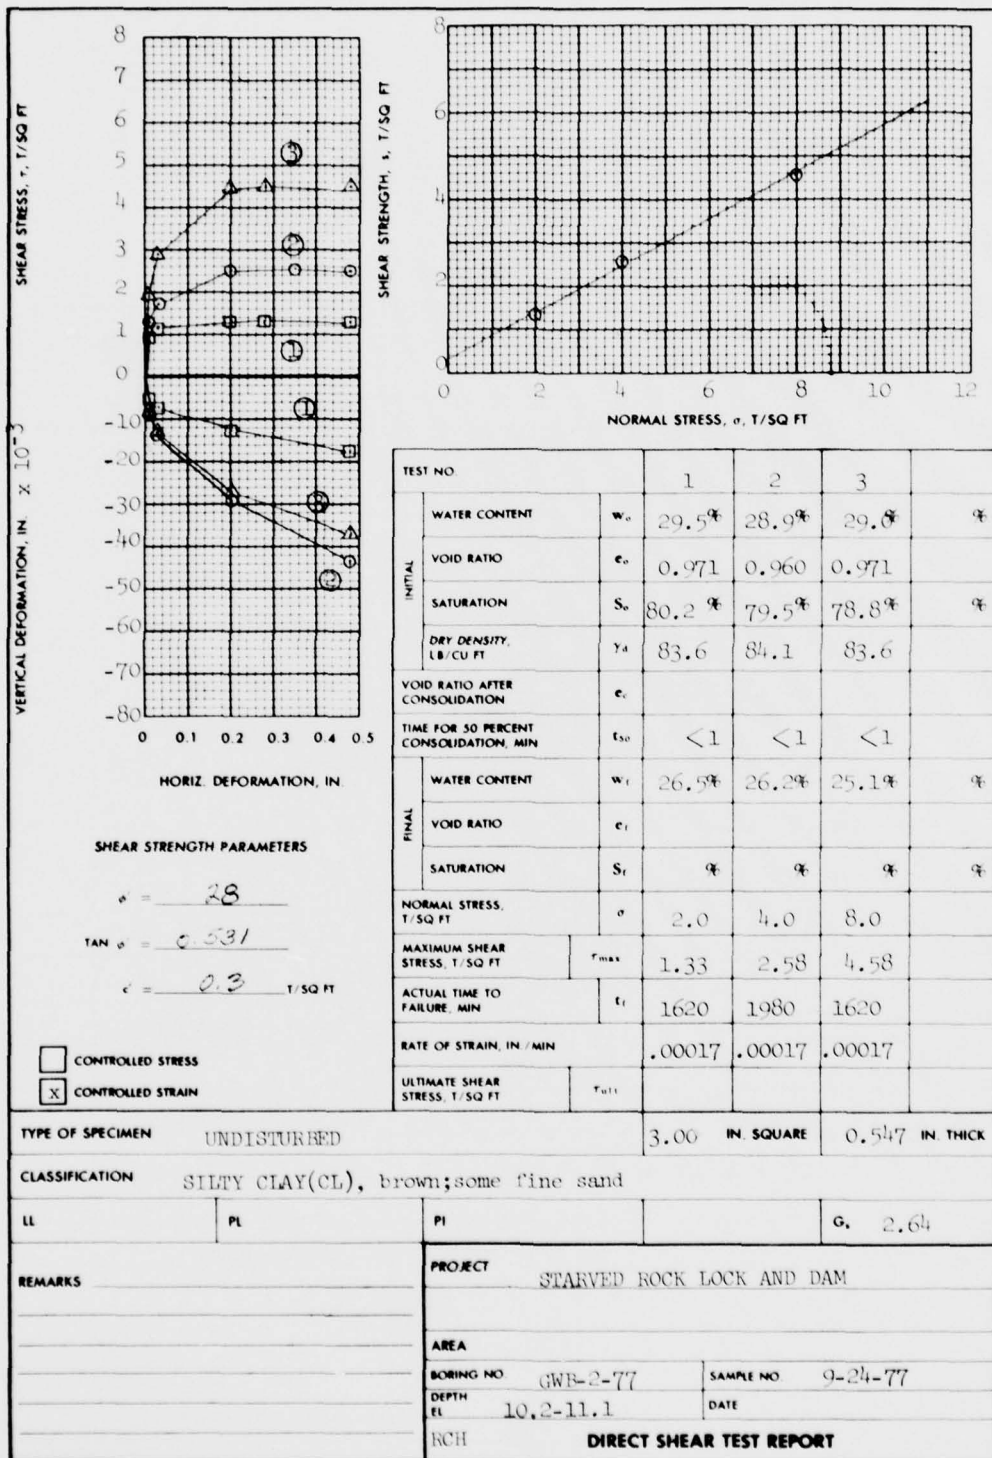 SHEAR STRESS, τ, T/SQ FT
8
7
6
5
4
3
2
1
0
③
②
①
VERTICAL DEFORMATION, IN. x 10⁻³
-10
-20
-30
-40
-50
-60
-70
-80
①
③
②
0 0.1 0.2 0.3 0.4 0.5
HORIZ. DEFORMATION, IN.
SHEAR STRENGTH, s, T/SQ FT
8
6
4
2
0
0 2 4 6 8 10 12
NORMAL STRESS, σ, T/SQ FT
SHEAR STRENGTH PARAMETERS
φ' = 28
TAN φ' = 0.531
c' = 0.3 T/SQ FT
CONTROLLED STRESS
X CONTROLLED STRAIN
TEST NO. 1 2 3
INITIAL
WATER CONTENT w₀ 29.5% 28.9% %
VOID RATIO e₀ 0.971 0.960 0.971
SATURATION S₀ 80.2 % 79.5% 78.8% %
DRY DENSITY, LB/CU FT γd 83.6 84.1 83.6
VOID RATIO AFTER CONSOLIDATION ec
TIME FOR 50 PERCENT CONSOLIDATION, MIN t50 <1 <1 <1
FINAL
WATER CONTENT wf 26.5% 26.2% 25.1% %
VOID RATIO ef
SATURATION Sf % % % %
NORMAL STRESS, T/SQ FT σ 2.0 4.0 8.0
MAXIMUM SHEAR STRESS, T/SQ FT τmax 1.33 2.58 4.58
ACTUAL TIME TO FAILURE, MIN tf 1620 1980 1620
RATE OF STRAIN, IN./MIN .00017 .00017 .00017
ULTIMATE SHEAR STRESS, T/SQ FT τult
TYPE OF SPECIMEN UNDISTURBED 3.00 IN. SQUARE 0.547 IN. THICK
CLASSIFICATION SILTY CLAY(CL), brown;some fine sand
LL PL PI Gs 2.64
REMARKS
PROJECT STARVED ROCK LOCK AND DAM
AREA
BORING NO. GWB-2-77 SAMPLE NO. 9-24-77
DEPTH EL 10.2-11.1 DATE
RCH DIRECT SHEAR TEST REPORT